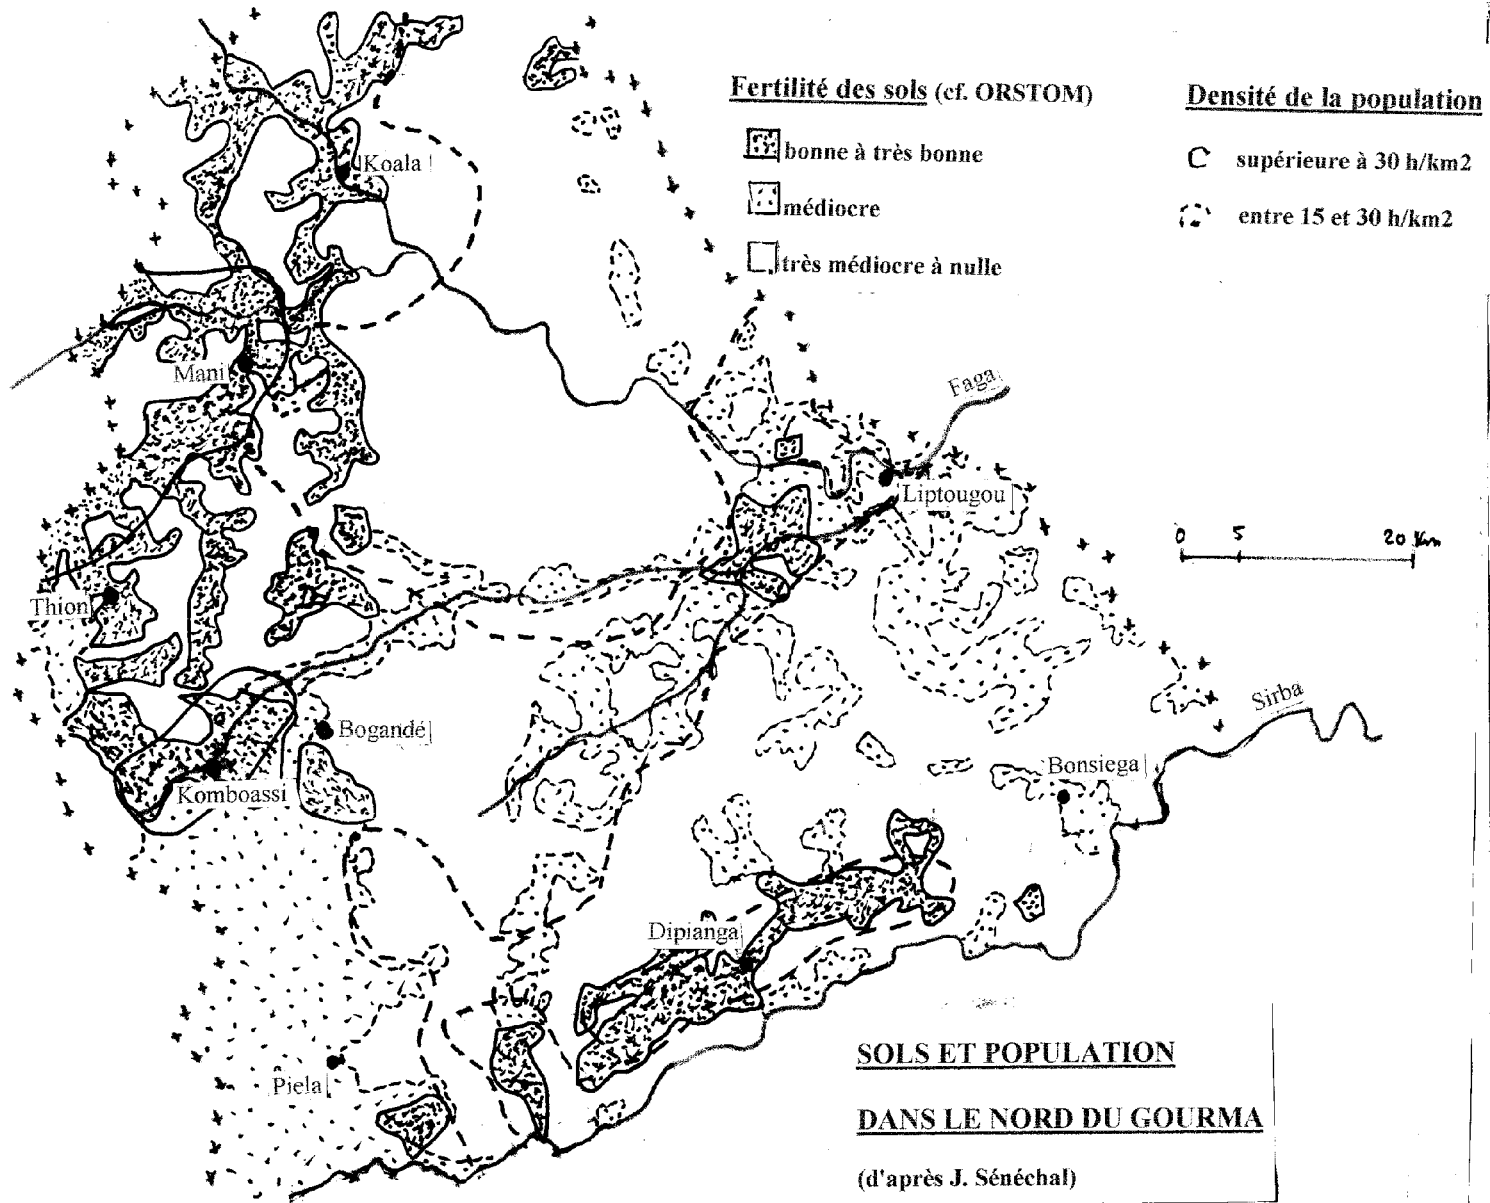 Fertilité des sols (cf. ORSTOM)
bonne à très bonne
médiocre
très médiocre à nulle
Densité de la population
supérieure à 30 h/km2
entre 15 et 30 h/km2
Koala
Mani
Faga
Liptougou
0 5 20 Km
Thion
Sirba
Bogandé
Bonsiega
Komboassi
Dipianga
Piela
SOLS ET POPULATION
DANS LE NORD DU GOURMA
(d'après J. Sénéchal)